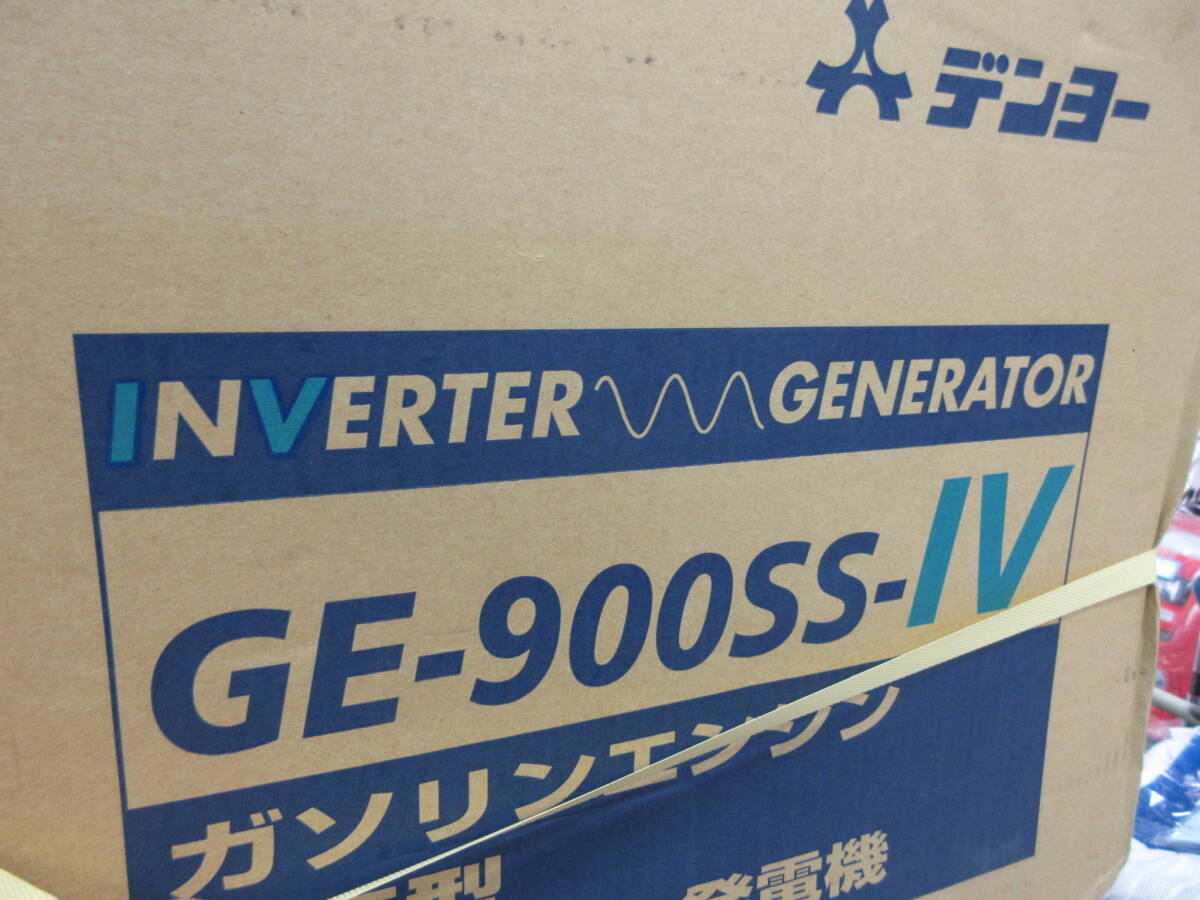 デンヨー
INVERTER GENERATOR
GE-900SS-IV
ガソリンエンジン
型 発電機